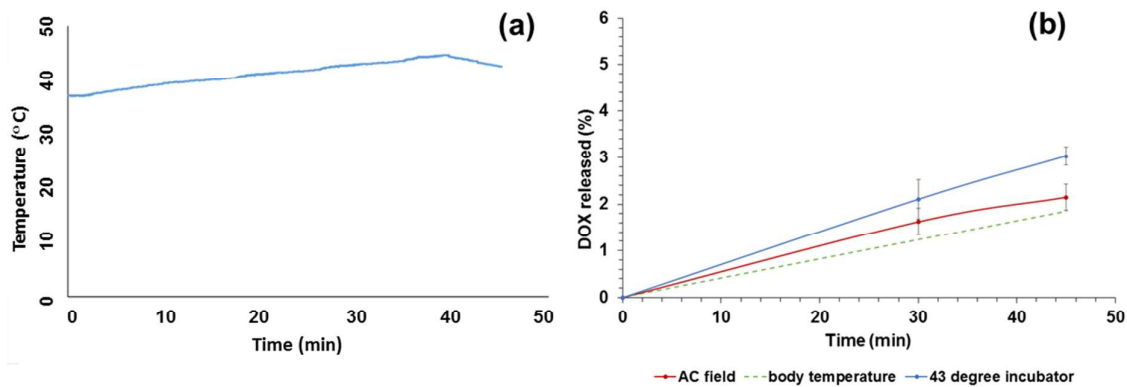 (a)
50
40
30
20
10
0
Temperature (°C)
0 10 20 30 40 50
Time (min)
(b)
6
5
4
3
2
1
0
DOX released (%)
0 10 20 30 40 50
Time (min)
AC field body temperature 43 degree incubator